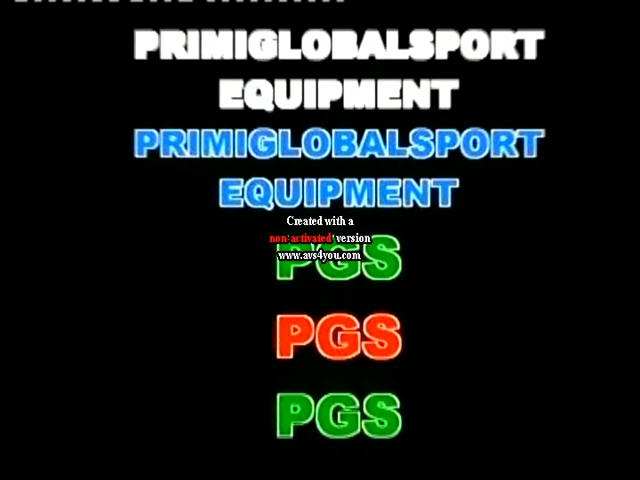 PRIMIGLOBALSPORT
EQUIPMENT
PRIMIGLOBALSPORT
EQUIPMENT
Created with a
non-activated version
www.avs4you.com
PGS
PGS
PGS